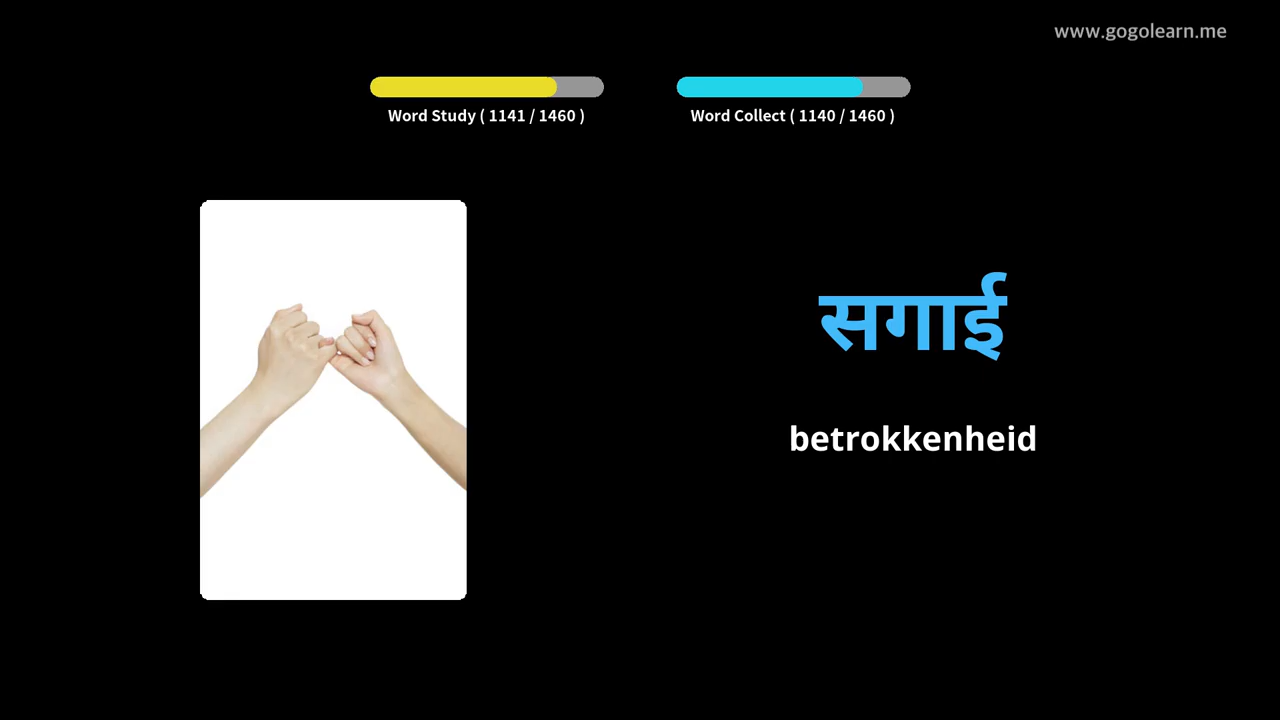 www.gogolearn.me
Word Study ( 1141 / 1460 )
Word Collect ( 1140 / 1460 )
सगाई
betrokkenheid